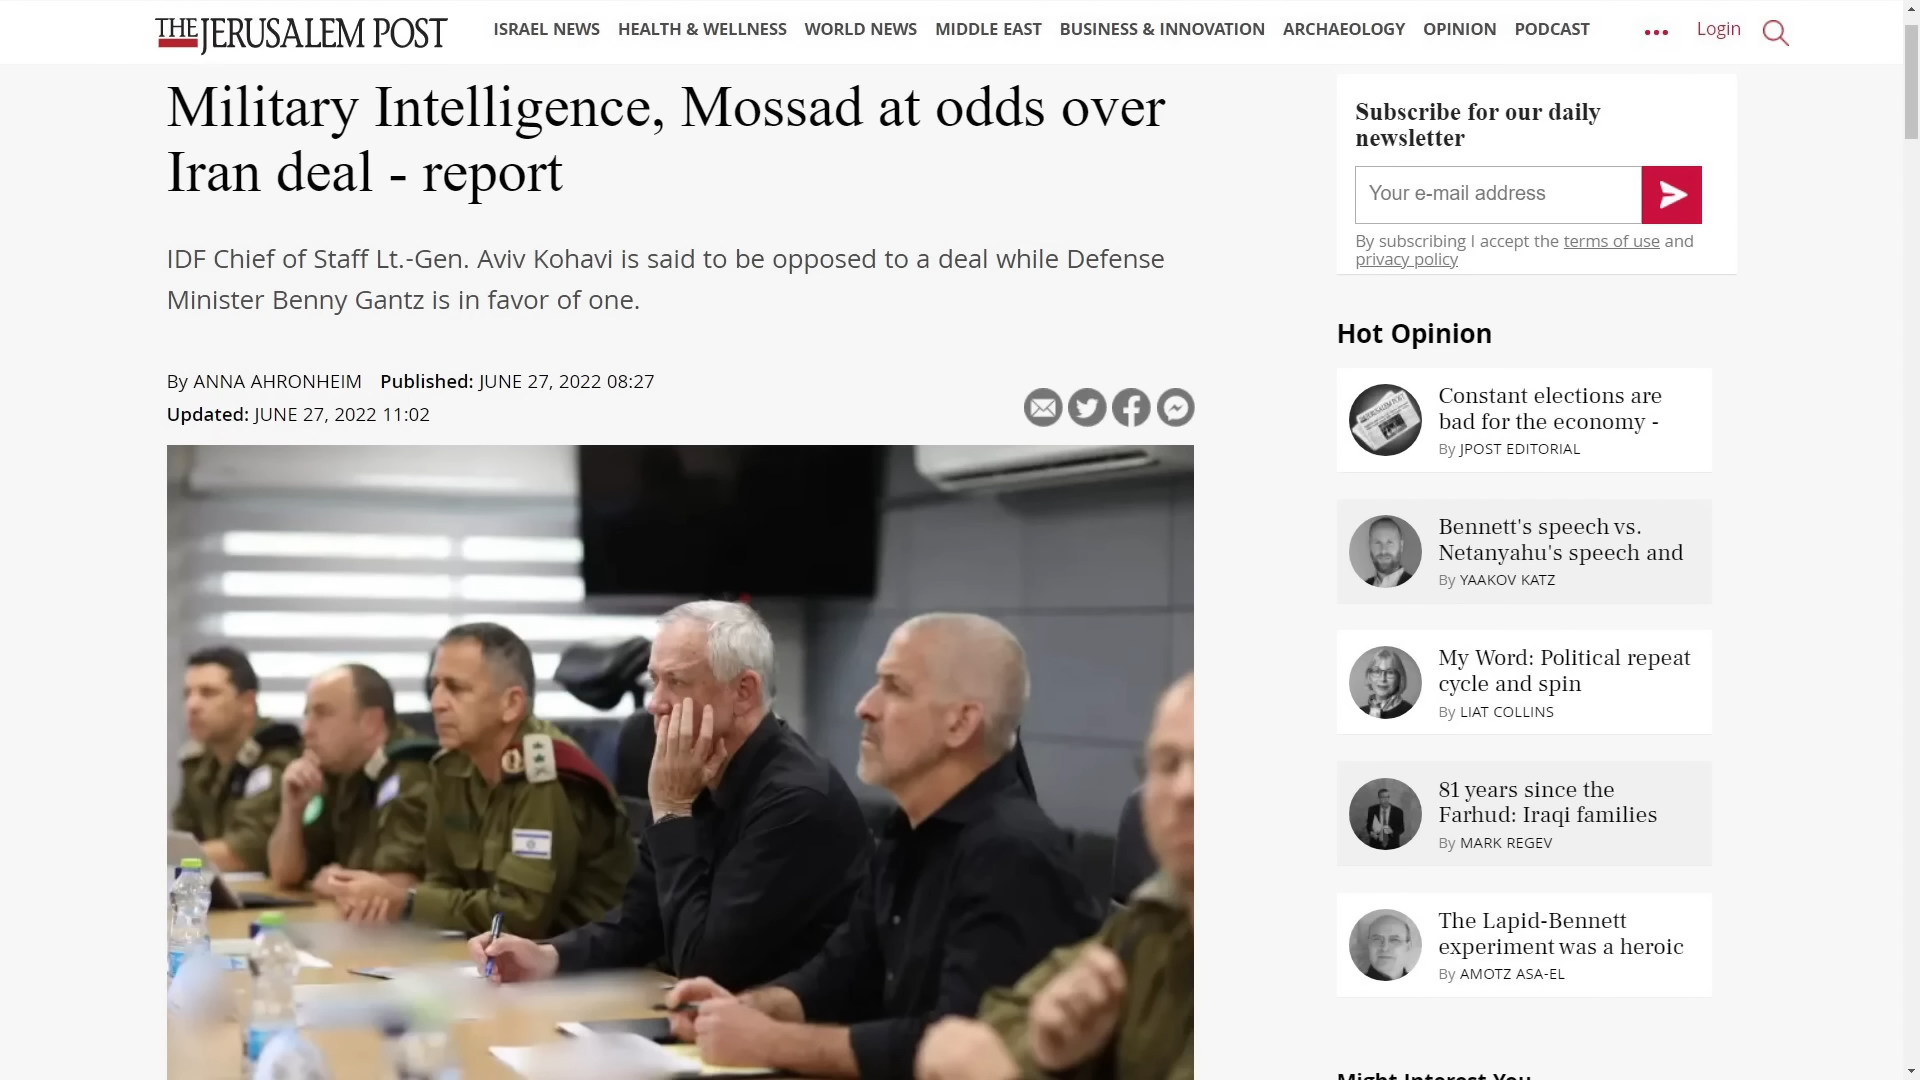 THE JERUSALEM POST
ISRAEL NEWS HEALTH & WELLNESS WORLD NEWS MIDDLE EAST BUSINESS & INNOVATION ARCHAEOLOGY OPINION PODCAST
Login
Military Intelligence, Mossad at odds over
Iran deal - report
IDF Chief of Staff Lt.-Gen. Aviv Kohavi is said to be opposed to a deal while Defense
Minister Benny Gantz is in favor of one.
By ANNA AHRONHEIM Published: JUNE 27, 2022 08:27
Updated: JUNE 27, 2022 11:02
Subscribe for our daily
newsletter
Your e-mail address
By subscribing I accept the terms of use and
privacy policy
Hot Opinion
Constant elections are
bad for the economy -
By JPOST EDITORIAL
Bennett's speech vs.
Netanyahu's speech and
By YAAKOV KATZ
My Word: Political repeat
cycle and spin
By LIAT COLLINS
81 years since the
Farhud: Iraqi families
By MARK REGEV
The Lapid-Bennett
experiment was a heroic
By AMOTZ ASA-EL
Might Interest You